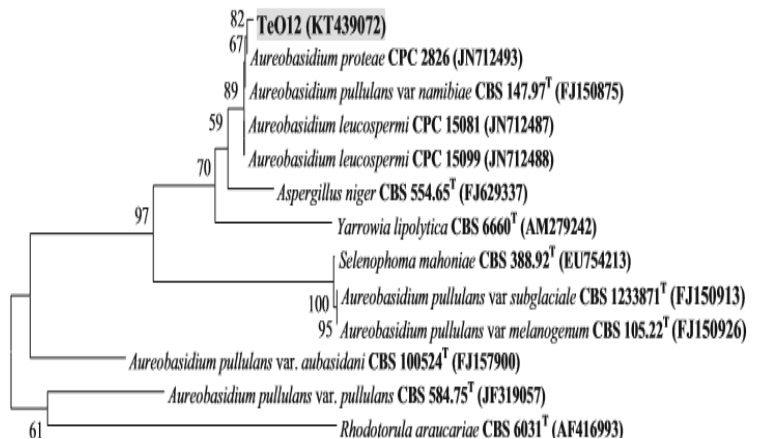 82 TeO12 (KT439072)
67
Aureobasidium proteae CPC 2826 (JN712493)
89 Aureobasidium pullulans var namibiae CBS 147.97T (FJ150875)
59 Aureobasidium leucospermi CPC 15081 (JN712487)
Aureobasidium leucospermi CPC 15099 (JN712488)
70
Aspergillus niger CBS 554.65T (FJ629337)
97
Yarrowia lipolytica CBS 6660T (AM279242)
Selenophoma mahoniae CBS 388.92T (EU754213)
100 Aureobasidium pullulans var subglaciale CBS 1233871T (FJ150913)
95 Aureobasidium pullulans var melanogenum CBS 105.22T (FJ150926)
Aureobasidium pullulans var. aubasidani CBS 100524T (FJ157900)
Aureobasidium pullulans var. pullulans CBS 584.75T (JF319057)
61 Rhodotorula araucariae CBS 6031T (AF416993)